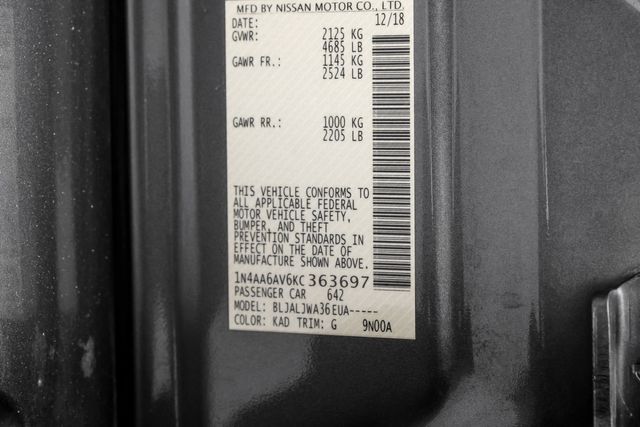 MFD BY NISSAN MOTOR CO., LTD.
DATE: 12/18
GVWR: 2125 KG
4685 LB
GAWR FR.: 1145 KG
2524 LB
GAWR RR.: 1000 KG
2205 LB
THIS VEHICLE CONFORMS TO
ALL APPLICABLE FEDERAL
MOTOR VEHICLE SAFETY,
BUMPER, AND THEFT
PREVENTION STANDARDS IN
EFFECT ON THE DATE OF
MANUFACTURE SHOWN ABOVE.
1N4AA6AV6KC363697
PASSENGER CAR 642
MODEL: BLJALJWA36EUA-----
COLOR: KAD TRIM: G 9N00A